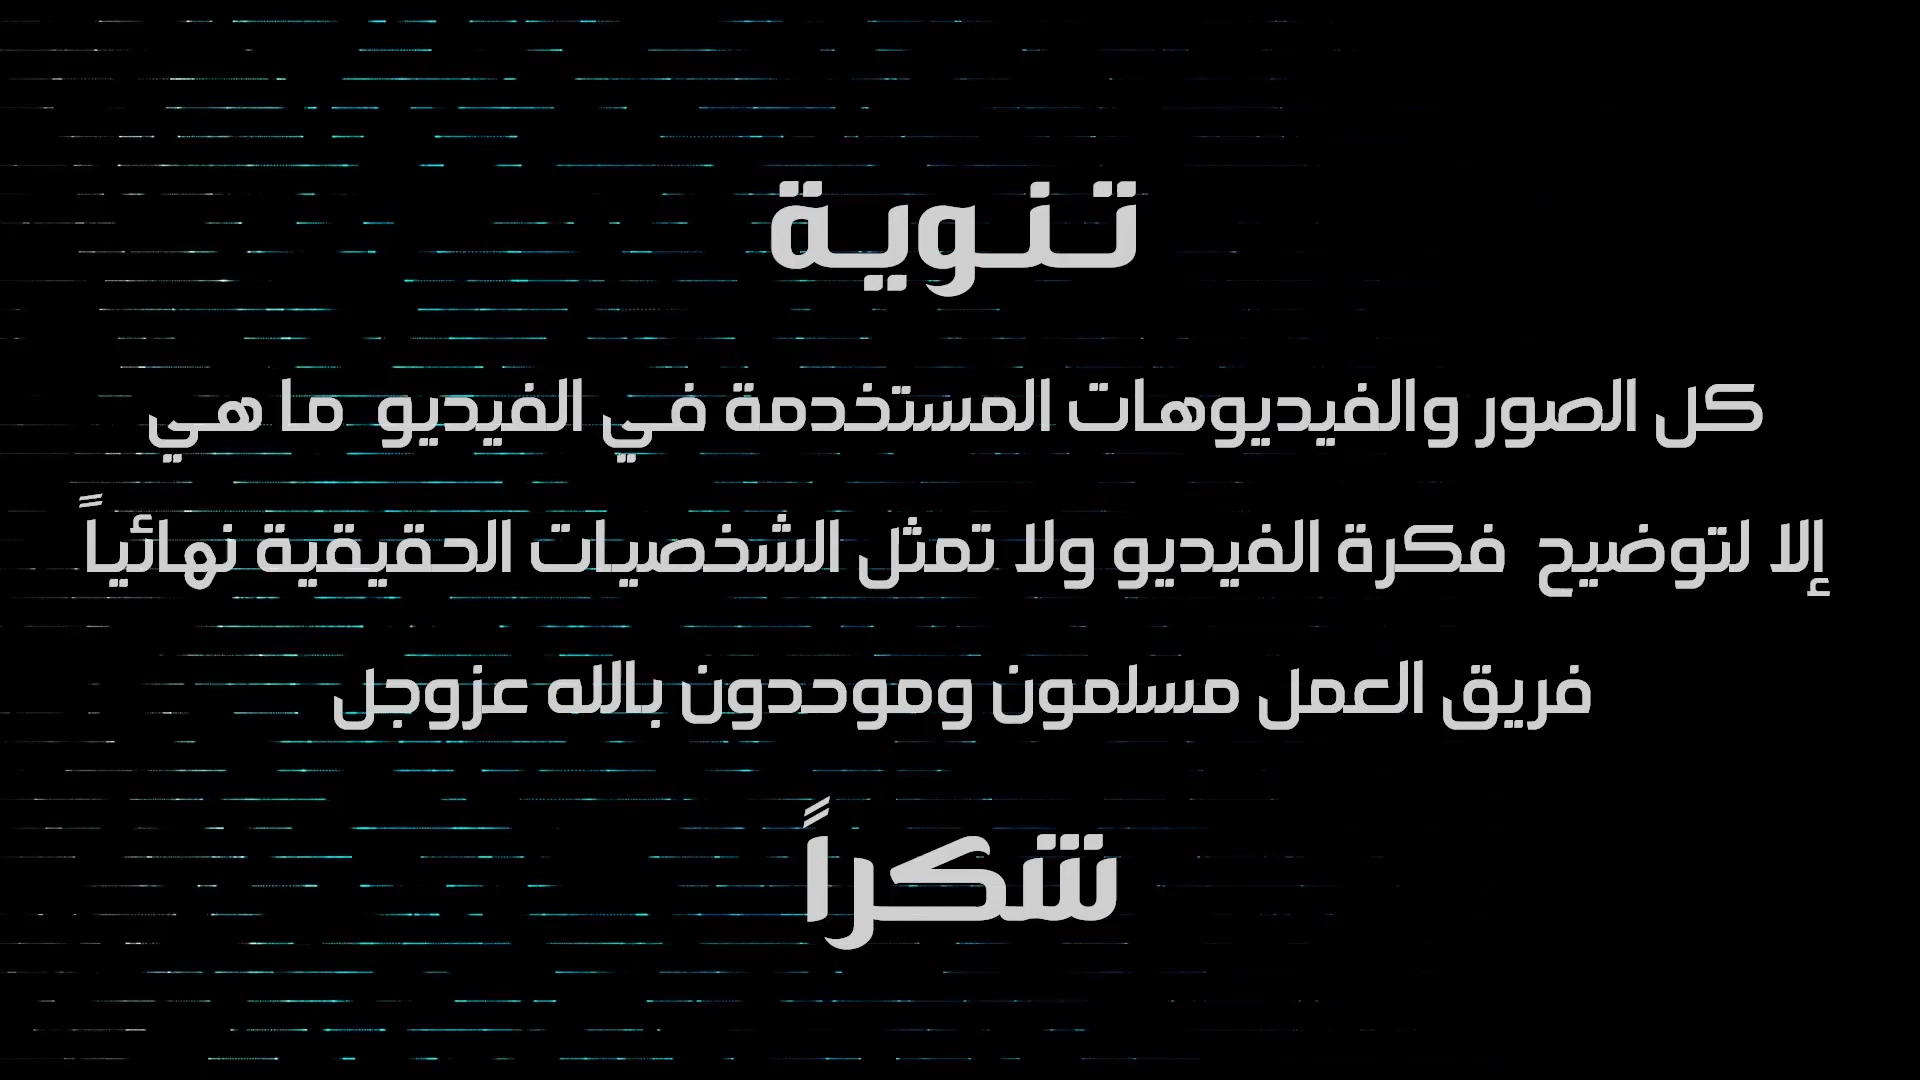 تنوية
كل الصور والفيديوهات المستخدمة في الفيديو ما هي
إلا لتوضيح فكرة الفيديو ولا تمثل الشخصيات الحقيقية نهائياً
فريق العمل مسلمون وموحدون بالله عزوجل
شكراً